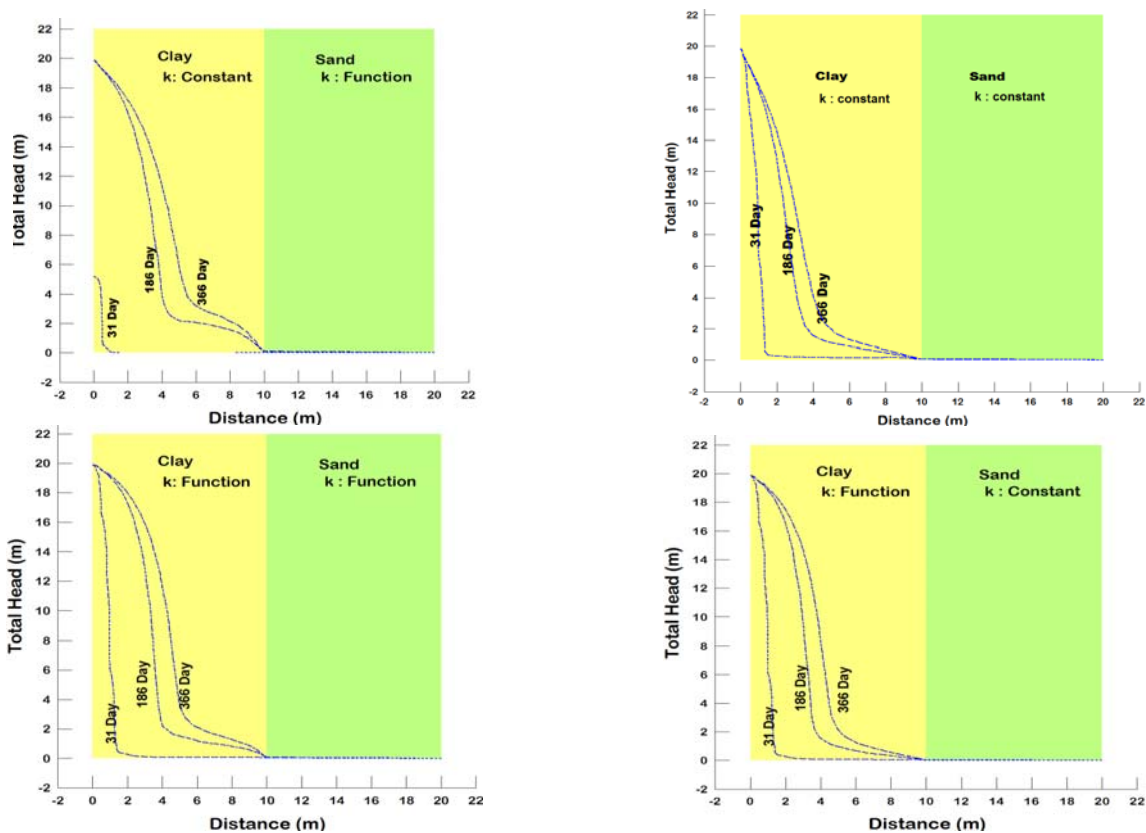 22
20
18
16
14
12
10
8
6
4
2
0
-2
Total Head (m)
Clay
k: Constant
Sand
k : Function
31 Day
186 Day
366 Day
-2 0 2 4 6 8 10 12 14 16 18 20 22
Distance (m)
22
20
18
16
14
12
10
8
6
4
2
0
-2
Total Head (m)
Clay
k : constant
Sand
k : constant
31 Day
186 Day
366 Day
-2 0 2 4 6 8 10 12 14 16 18 20 22
Distance (m)
22
20
18
16
14
12
10
8
6
4
2
0
-2
Total Head (m)
Clay
k: Function
Sand
k : Function
31 Day
186 Day
366 Day
-2 0 2 4 6 8 10 12 14 16 18 20 22
Distance (m)
22
20
18
16
14
12
10
8
6
4
2
0
-2
Total Head (m)
Clay
k: Function
Sand
k : Constant
31 Day
186 Day
366 Day
-2 0 2 4 6 8 10 12 14 16 18 20 22
Distance (m)